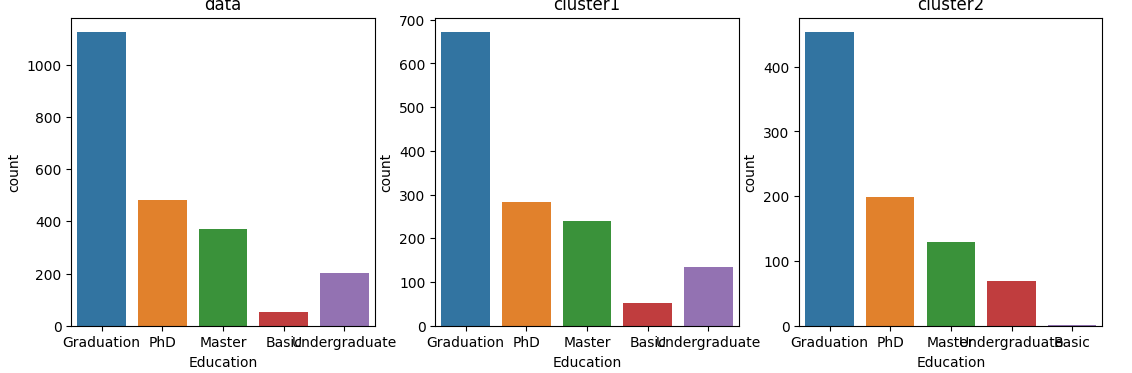 data
1000
800
600
400
200
0
count
Graduation PhD Master Basic Undergraduate
Education
cluster1
700
600
500
400
300
200
100
0
count
Graduation PhD Master Basic Undergraduate
Education
cluster2
400
300
200
100
0
count
Graduation PhD Master Undergraduate Basic
Education